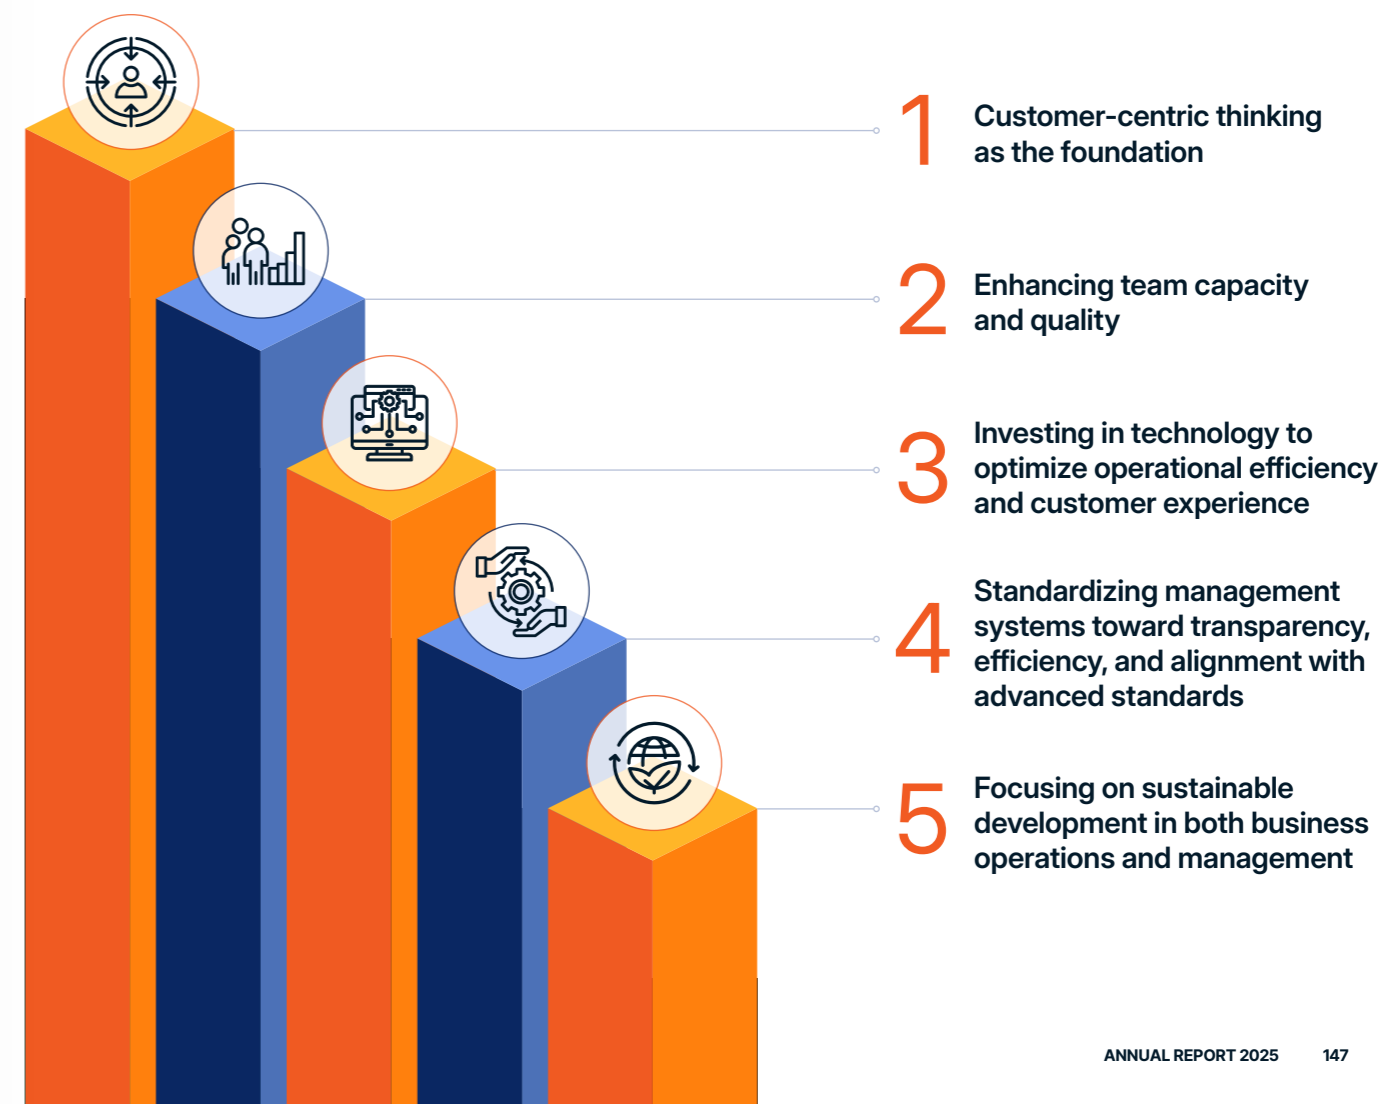 1
Customer-centric thinking
as the foundation
2
Enhancing team capacity
and quality
3
Investing in technology to
optimize operational efficiency
and customer experience
4
Standardizing management
systems toward transparency,
efficiency, and alignment with
advanced standards
5
Focusing on sustainable
development in both business
operations and management
ANNUAL REPORT 2025 147